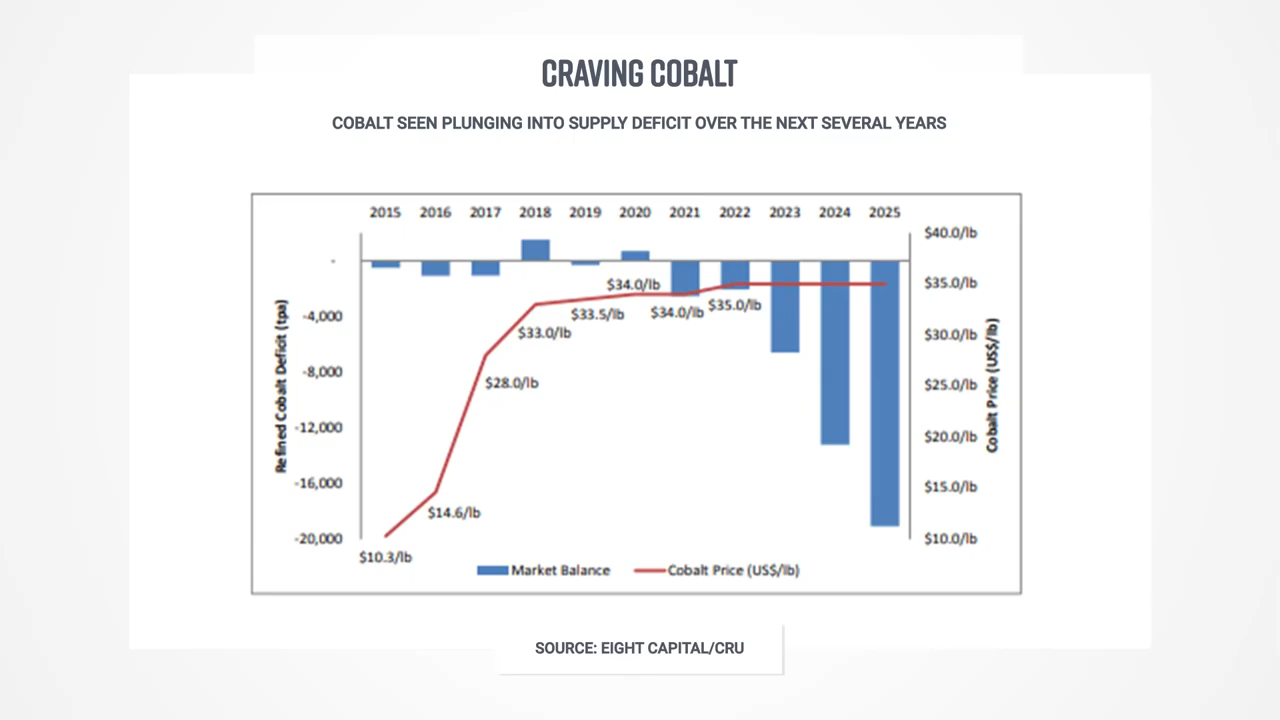 CRAVING COBALT
COBALT SEEN PLUNGING INTO SUPPLY DEFICIT OVER THE NEXT SEVERAL YEARS
2015 2016 2017 2018 2019 2020 2021 2022 2023 2024 2025
$40.0/lb
-
$34.0/lb
$35.0/lb
$35.0/lb
-4,000
$33.5/lb
$34.0/lb
$33.0/lb
$30.0/lb
-8,000
$28.0/lb
$25.0/lb
-12,000
$20.0/lb
-16,000
$14.6/lb
$15.0/lb
-20,000
$10.3/lb
$10.0/lb
Refined Cobalt Deficit (tpa)
Cobalt Price (US$/lb)
Market Balance
Cobalt Price (US$/lb)
SOURCE: EIGHT CAPITAL/CRU